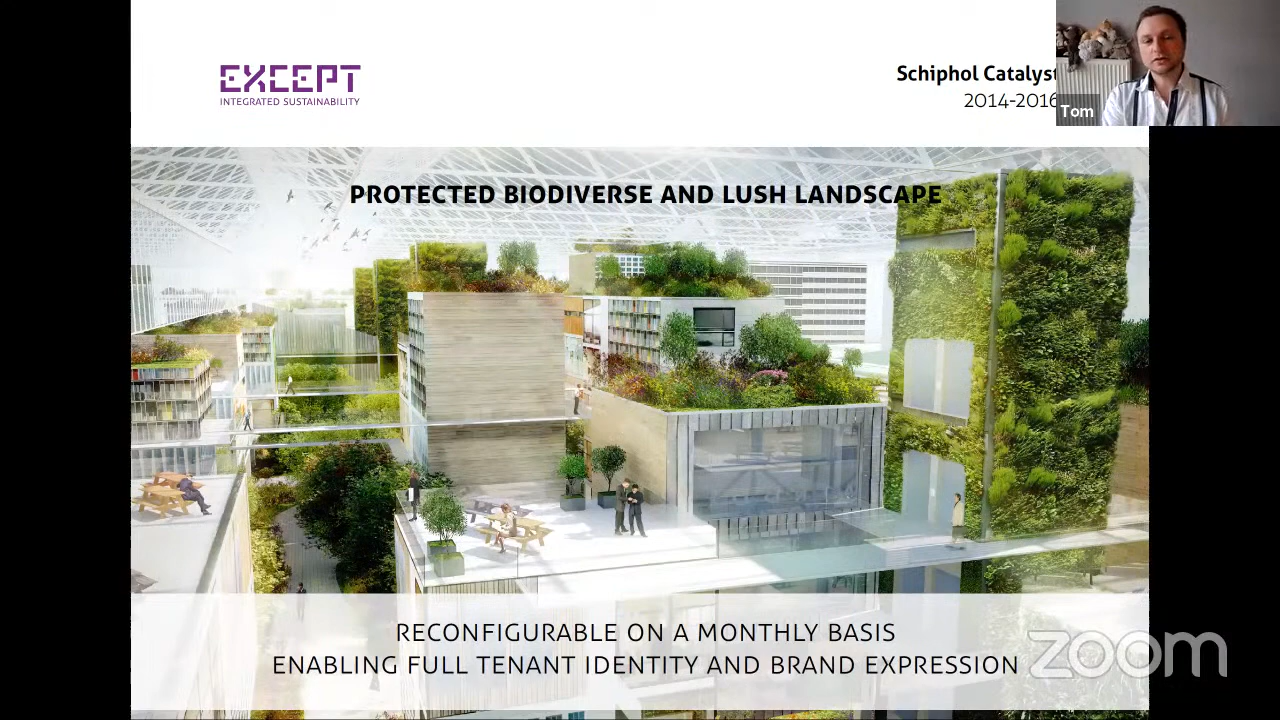 EXCEPT
INTEGRATED SUSTAINABILITY
Schiphol Catalyst
2014-2016
Tom
PROTECTED BIODIVERSE AND LUSH LANDSCAPE
RECONFIGURABLE ON A MONTHLY BASIS
ENABLING FULL TENANT IDENTITY AND BRAND EXPRESSION
zoom